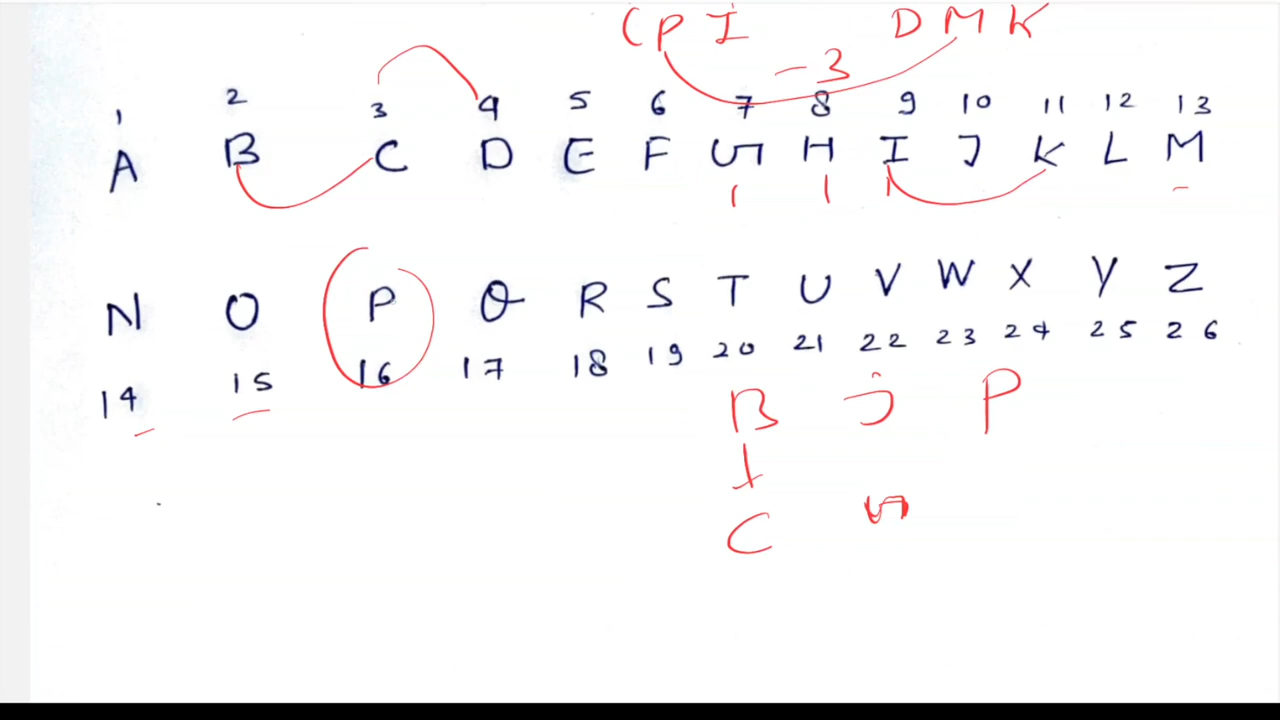 CPI DMK
-3
1 2 3 4 5 6 7 8 9 10 11 12 13
A B C D E F G H I J K L M
N O P Q R S T U V W X Y Z
14 15 16 17 18 19 20 21 22 23 24 25 26
B J P
C G